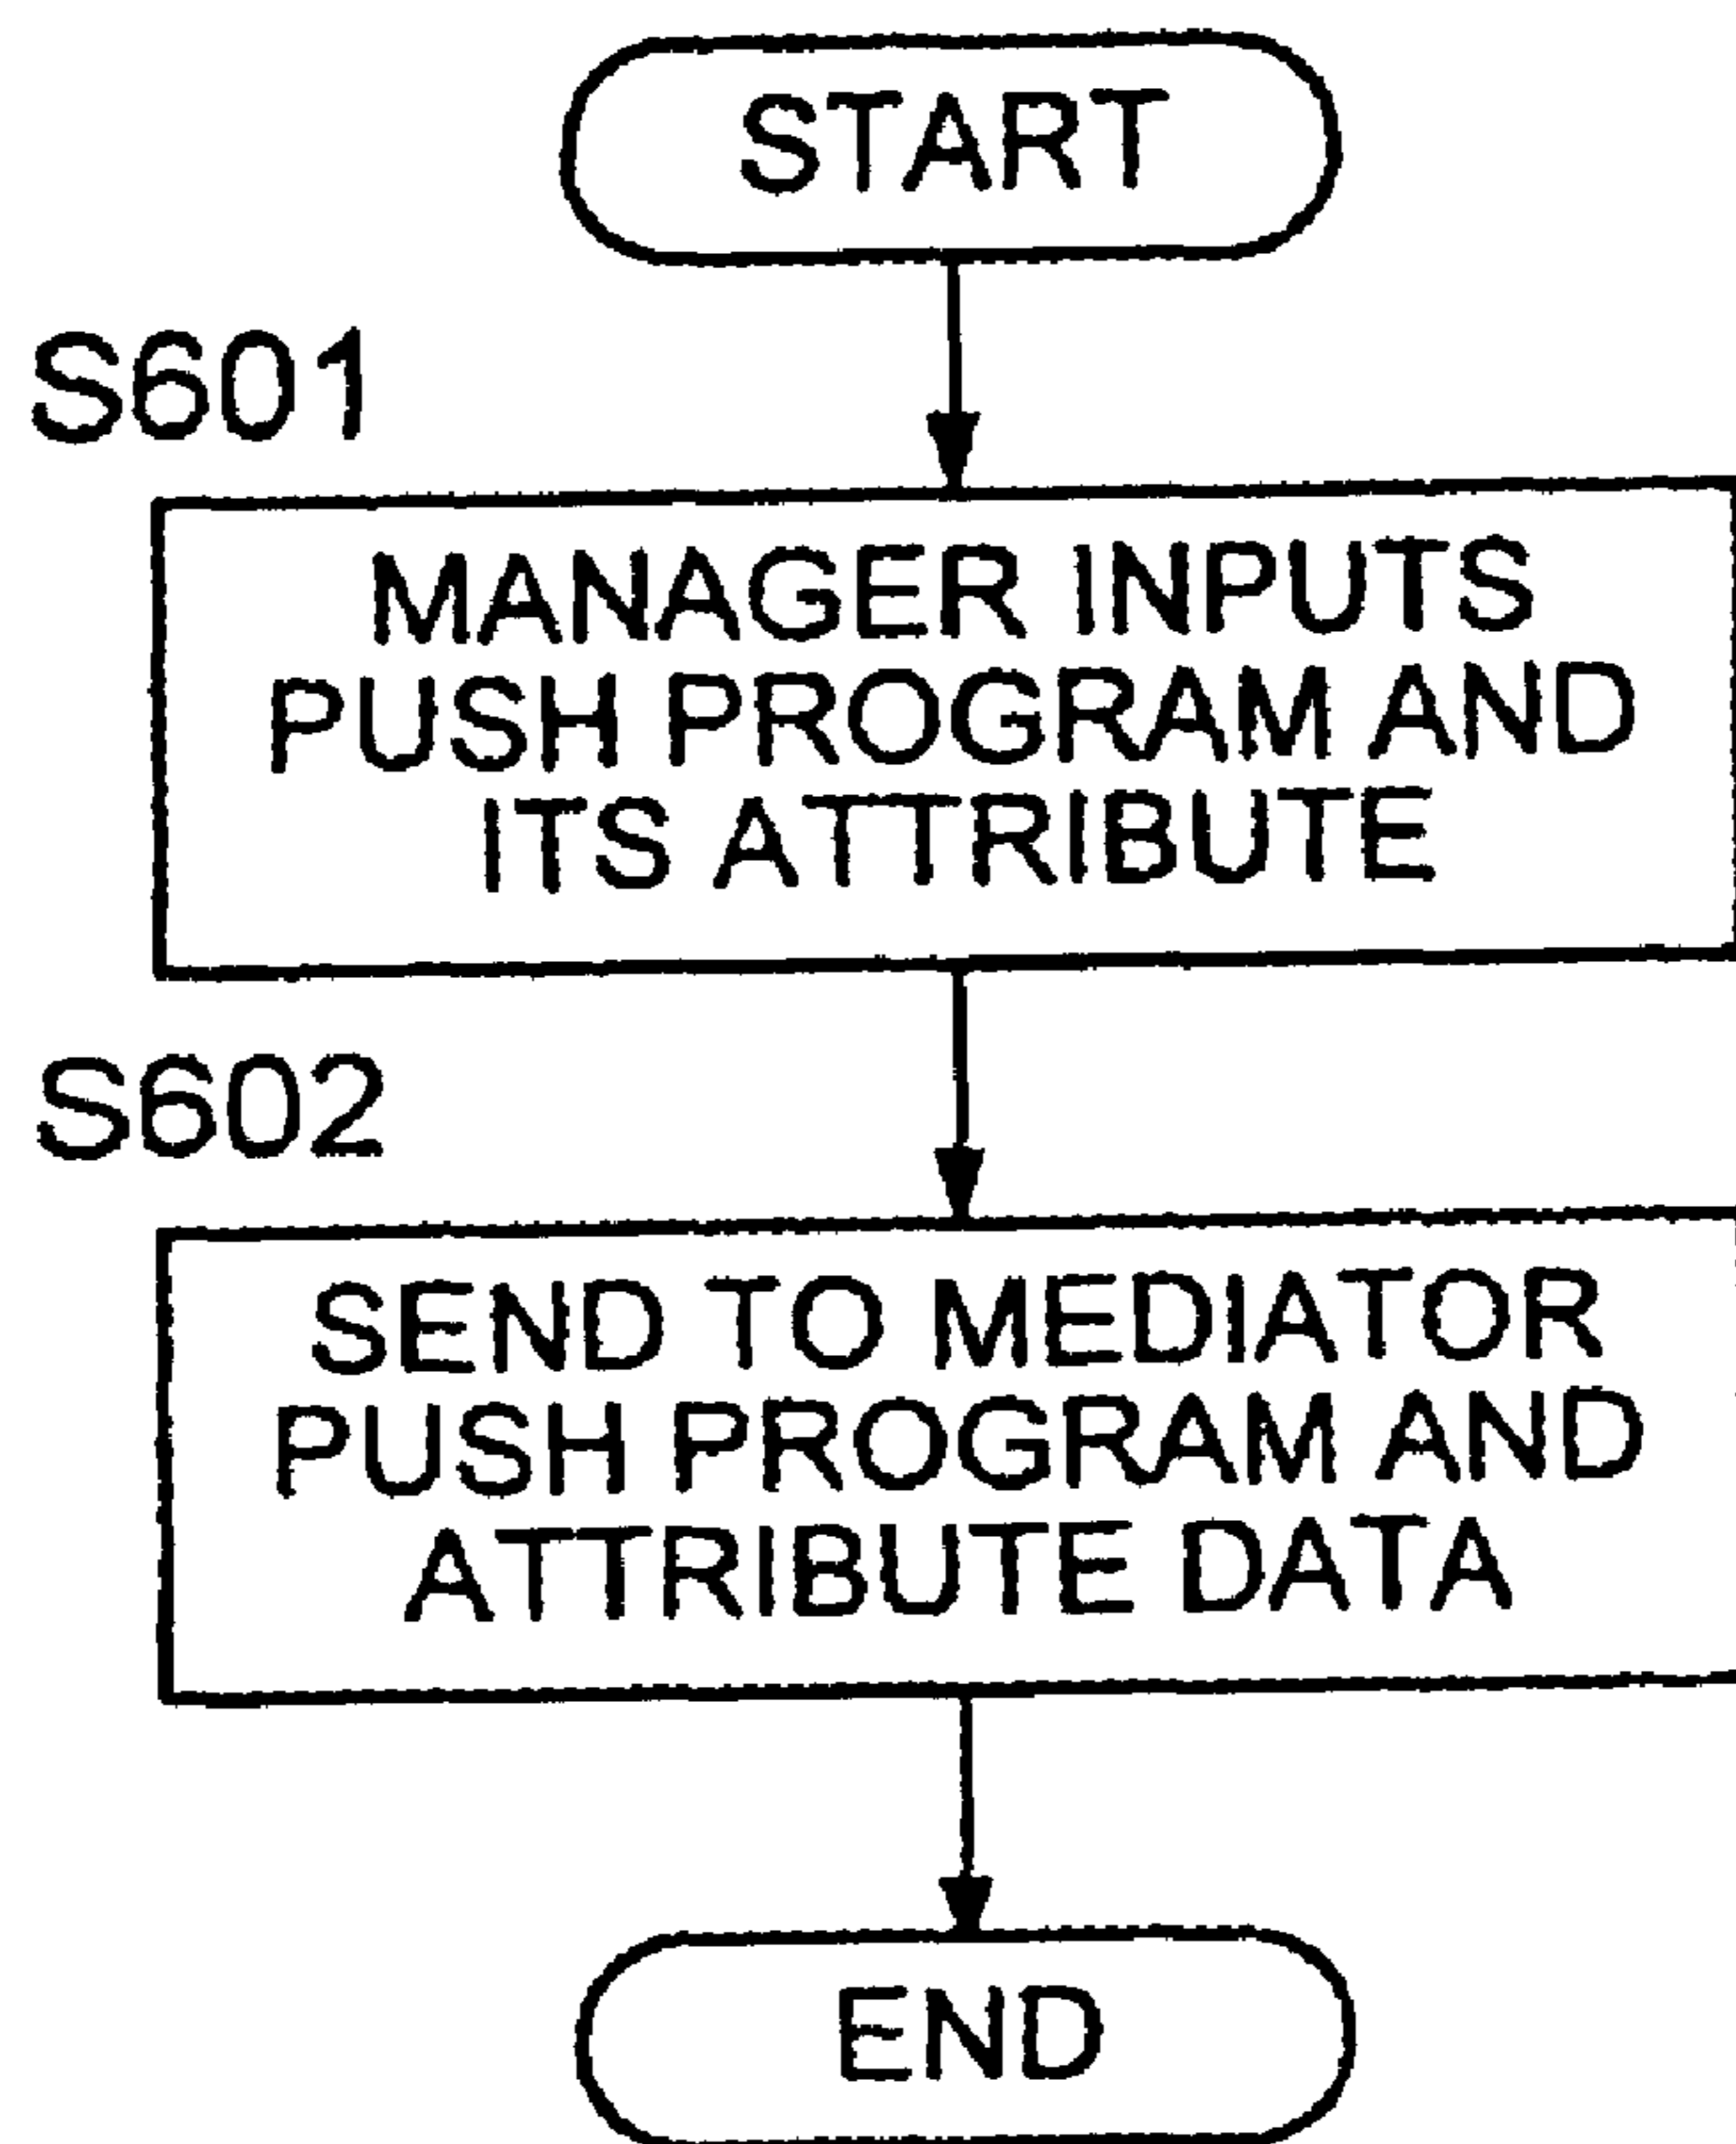 START
S601
MANAGER INPUTS
PUSH PROGRAM AND
ITS ATTRIBUTE
S602
SEND TO MEDIATOR
PUSH PROGRAM AND
ATTRIBUTE DATA
END